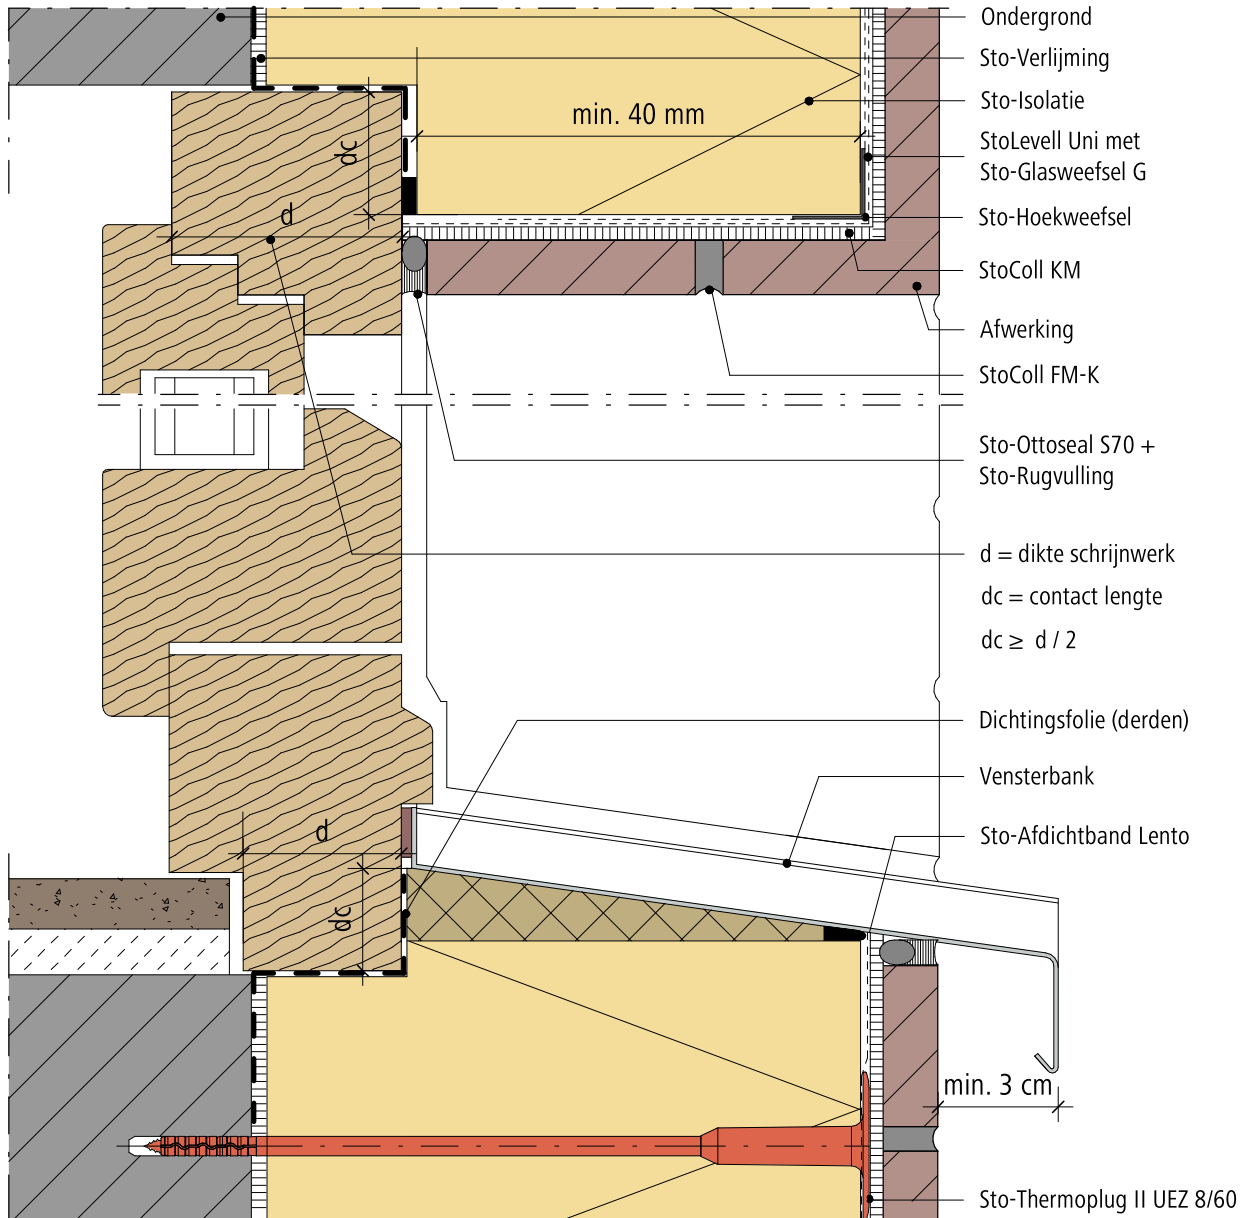 Ondergrond
Sto-Verlijming
Sto-Isolatie
min. 40 mm
StoLevell Uni met
Sto-Glasweefsel G
dc
d
Sto-Hoekweefsel
StoColl KM
Afwerking
StoColl FM-K
Sto-Ottoseal S70 +
Sto-Rugvulling
d = dikte schrijnwerk
dc = contact lengte
dc ≥ d / 2
Dichtingsfolie (derden)
Vensterbank
d
Sto-Afdichtband Lento
dc
min. 3 cm
Sto-Thermoplug II UEZ 8/60